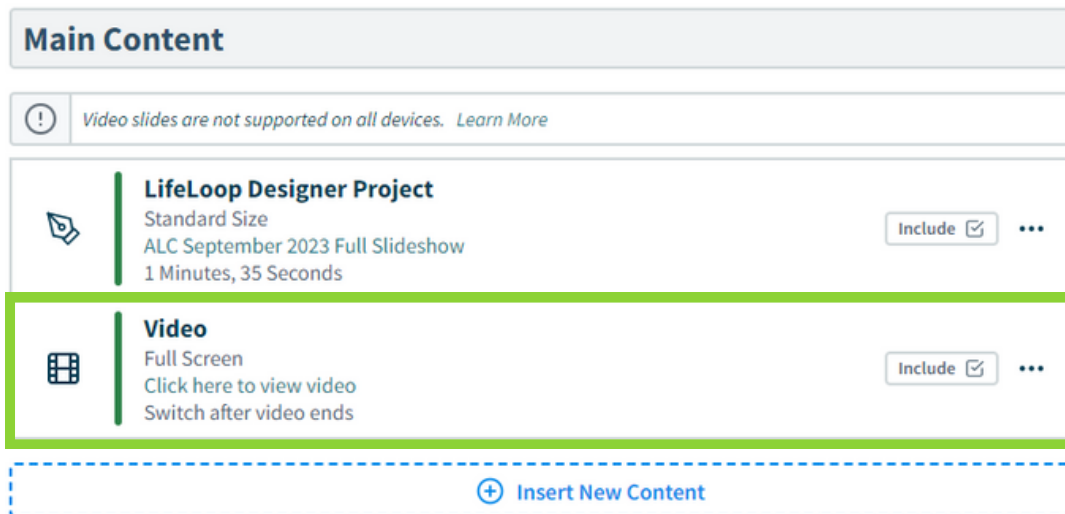 Main Content
Video slides are not supported on all devices. Learn More
LifeLoop Designer Project
Standard Size
ALC September 2023 Full Slideshow
1 Minutes, 35 Seconds
Include
Video
Full Screen
Click here to view video
Switch after video ends
Include
Insert New Content